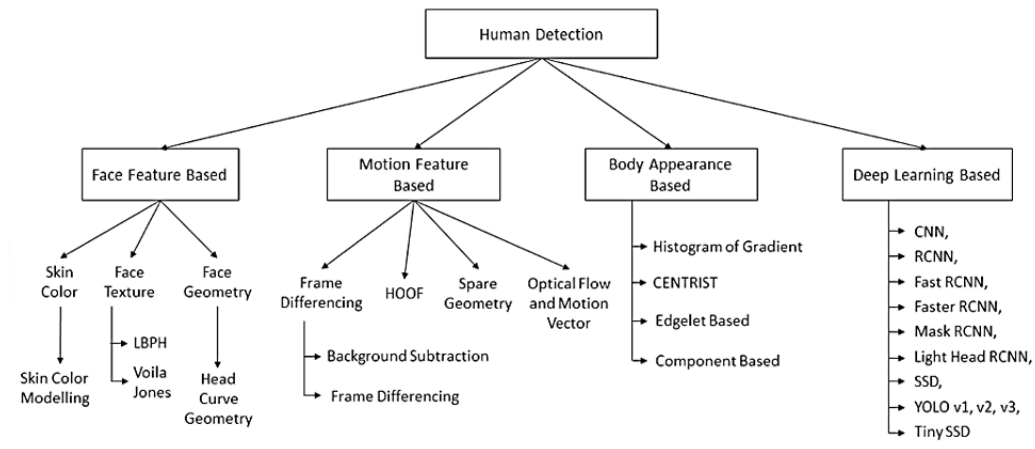 Human Detection
Face Feature Based
Motion Feature
Based
Body Appearance
Based
Deep Learning Based
Skin
Color
Face
Texture
Face
Geometry
Skin Color
Modelling
LBPH
Voila
Jones
Head
Curve
Geometry
Frame
Differencing
HOOF
Spare
Geometry
Optical Flow
and Motion
Vector
Background Subtraction
Frame Differencing
Histogram of Gradient
CENTRIST
Edgelet Based
Component Based
CNN,
RCNN,
Fast RCNN,
Faster RCNN,
Mask RCNN,
Light Head RCNN,
SSD,
YOLO v1, v2, v3,
Tiny SSD